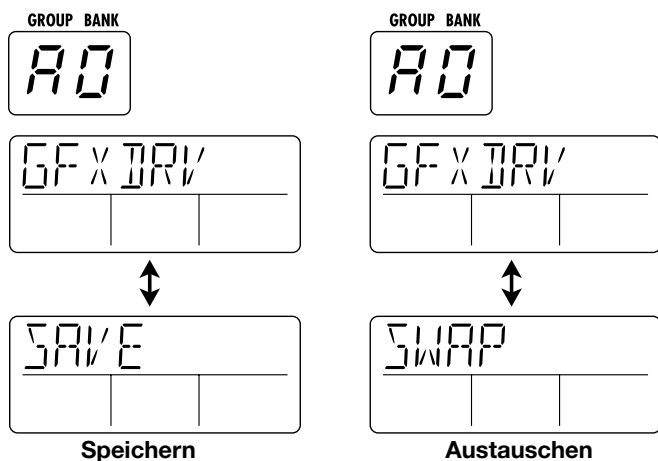 GROUP BANK
A0
GFX DRV
SAVE
Speichern
GROUP BANK
A0
GFX DRV
SWAP
Austauschen